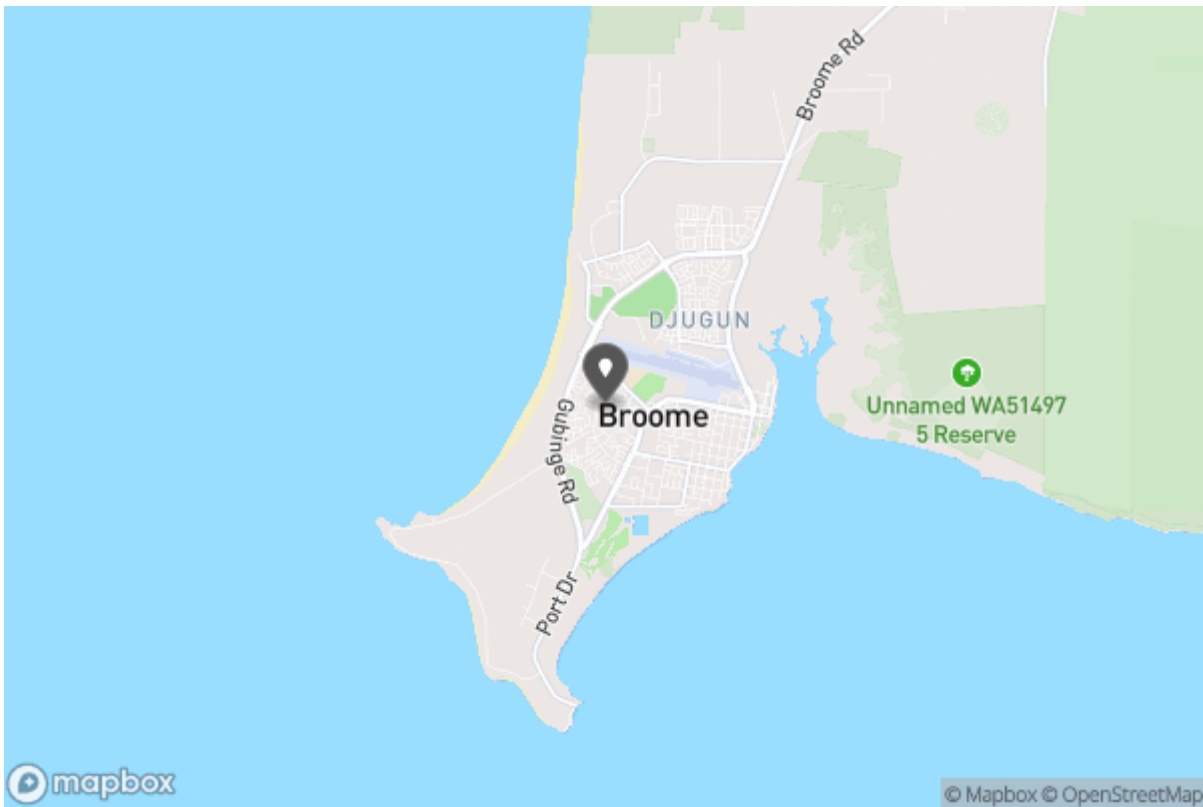 Broome Rd
DJUGUN
Unnamed WA51497
5 Reserve
Broome
Gubinge Rd
Port Dr
mapbox
© Mapbox © OpenStreetMap